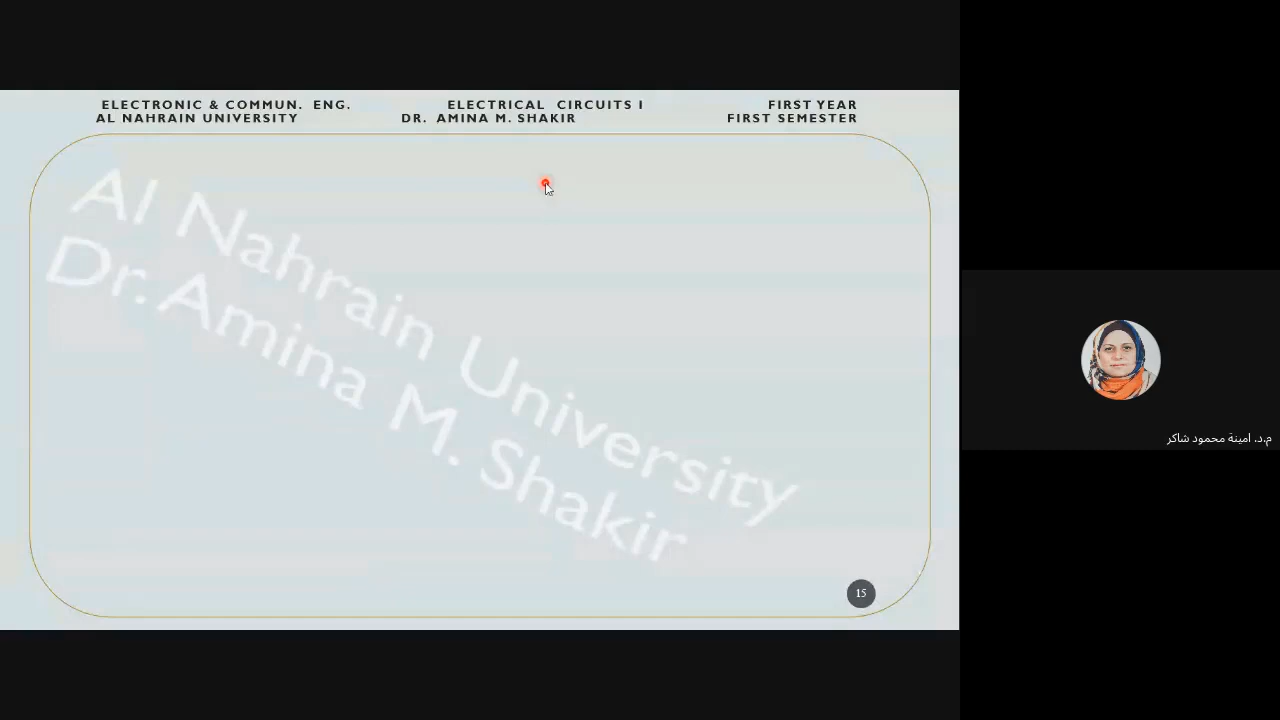 ELECTRONIC & COMMUN. ENG. ELECTRICAL CIRCUITS I FIRST YEAR
AL NAHRAIN UNIVERSITY DR. AMINA M. SHAKIR FIRST SEMESTER
Al Nahrain University
Dr. Amina M. Shakir
15
م.د. امينة محمود شاكر